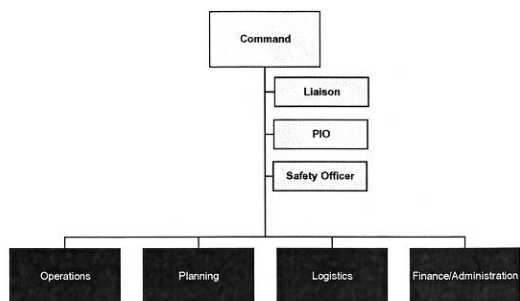 Command
Liaison
PIO
Safety Officer
Operations
Planning
Logistics
Finance/Administration